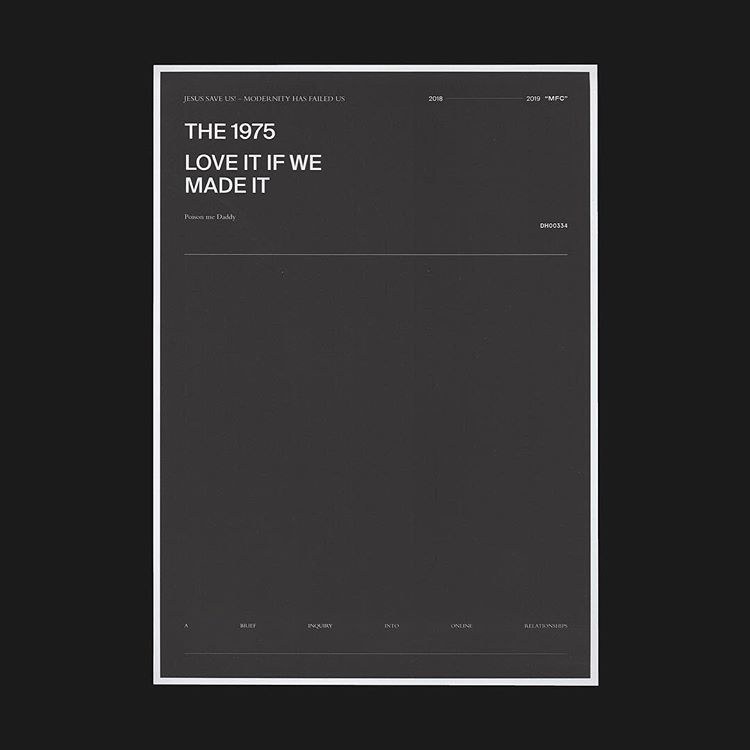 JESUS SAVE US! – MODERNITY HAS FAILED US 2018 2019 "MFC"
THE 1975
LOVE IT IF WE
MADE IT
Poison me Daddy
DH00334
A BRIEF INQUIRY INTO ONLINE RELATIONSHIPS